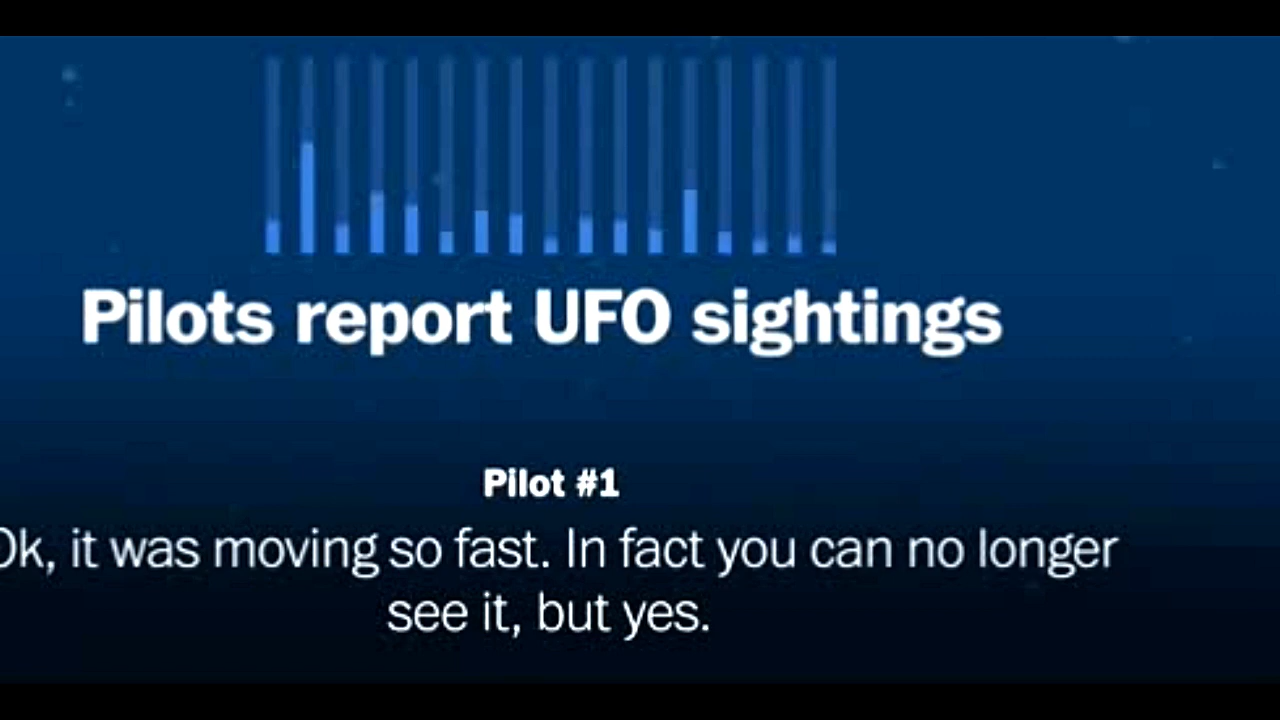 Pilots report UFO sightings
Pilot #1
Ok, it was moving so fast. In fact you can no longer
see it, but yes.